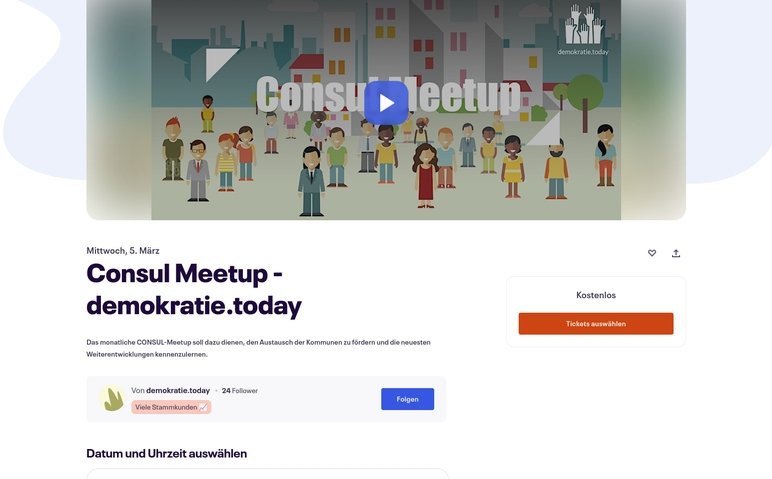 demokratie.today
Consul Meetup
Mittwoch, 5. März
Consul Meetup -
demokratie.today
Kostenlos
Tickets auswählen
Das monatliche CONSUL-Meetup soll dazu dienen, den Austausch der Kommunen zu fördern und die neuesten
Weiterentwicklungen kennenzulernen.
Von demokratie.today • 24 Follower
Viele Stammkunden 📈
Folgen
Datum und Uhrzeit auswählen